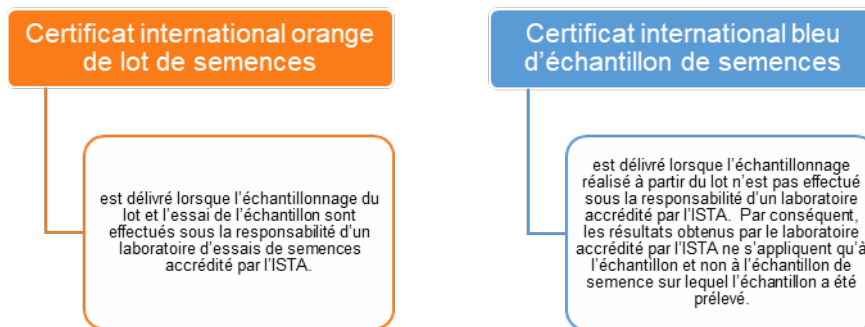 Certificat international orange
de lot de semences
est délivré lorsque l’échantillonnage du
lot et l’essai de l’échantillon sont
effectués sous la responsabilité d’un
laboratoire d’essais de semences
accrédité par l’ISTA.
Certificat international bleu
d’échantillon de semences
est délivré lorsque l’échantillonnage
réalisé à partir du lot n’est pas effectué
sous la responsabilité d’un laboratoire
accrédité par l’ISTA.  Par conséquent,
les résultats obtenus par le laboratoire
accrédité par l’ISTA ne s’appliquent qu’à
l’échantillon et non à l’échantillon de
semence sur lequel l’échantillon a été
prélevé.